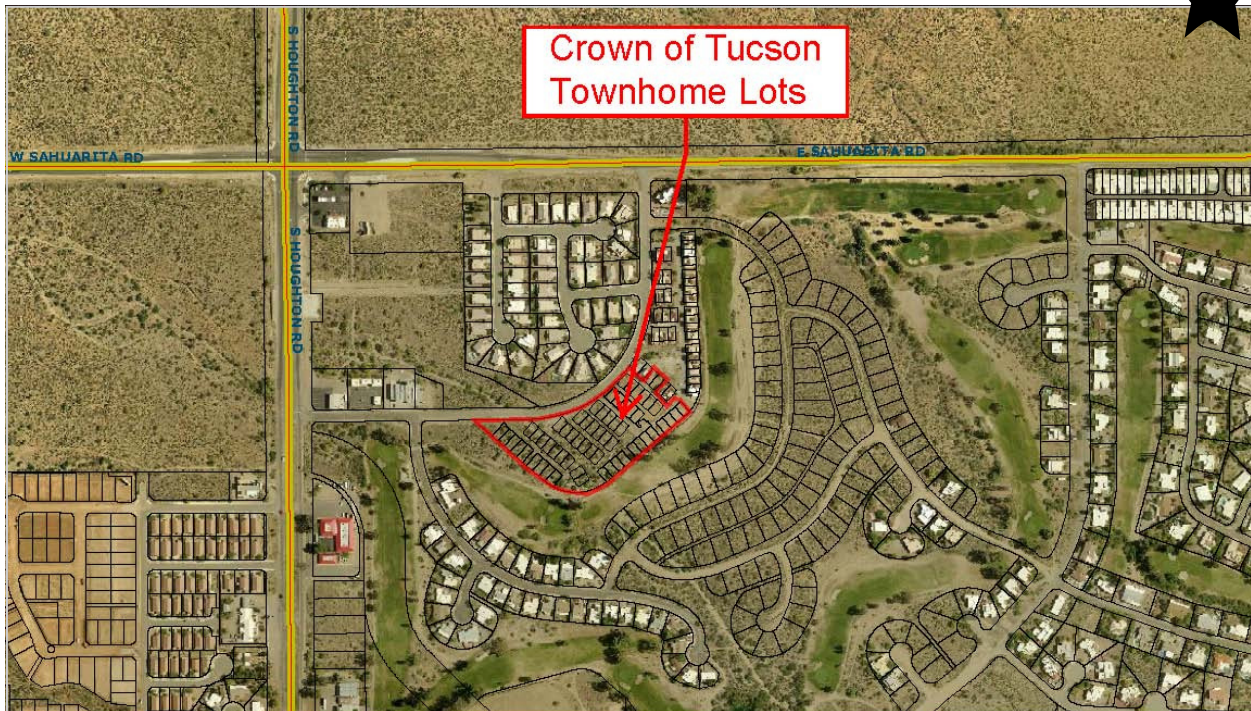 Crown of Tucson
Townhome Lots
S HOUGHTON RD
W SAHUARITA RD
E SAHUARITA RD
S HOUGHTON RD